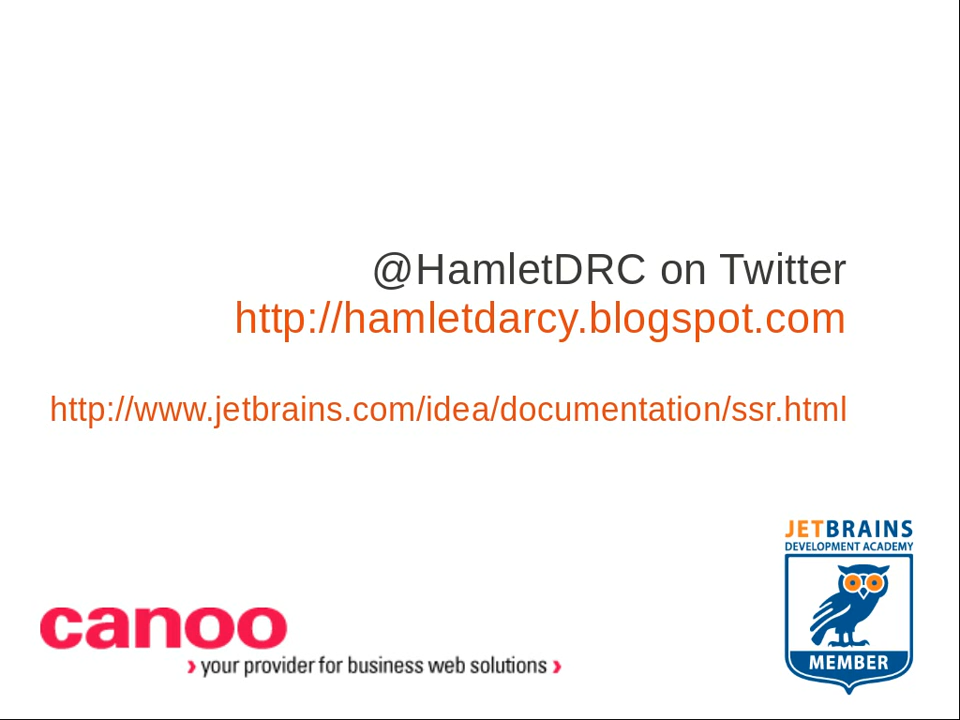 @HamletDRC on Twitter
http://hamletdarcy.blogspot.com
http://www.jetbrains.com/idea/documentation/ssr.html
JETBRAINS
DEVELOPMENT ACADEMY
MEMBER
canoo
› your provider for business web solutions ›